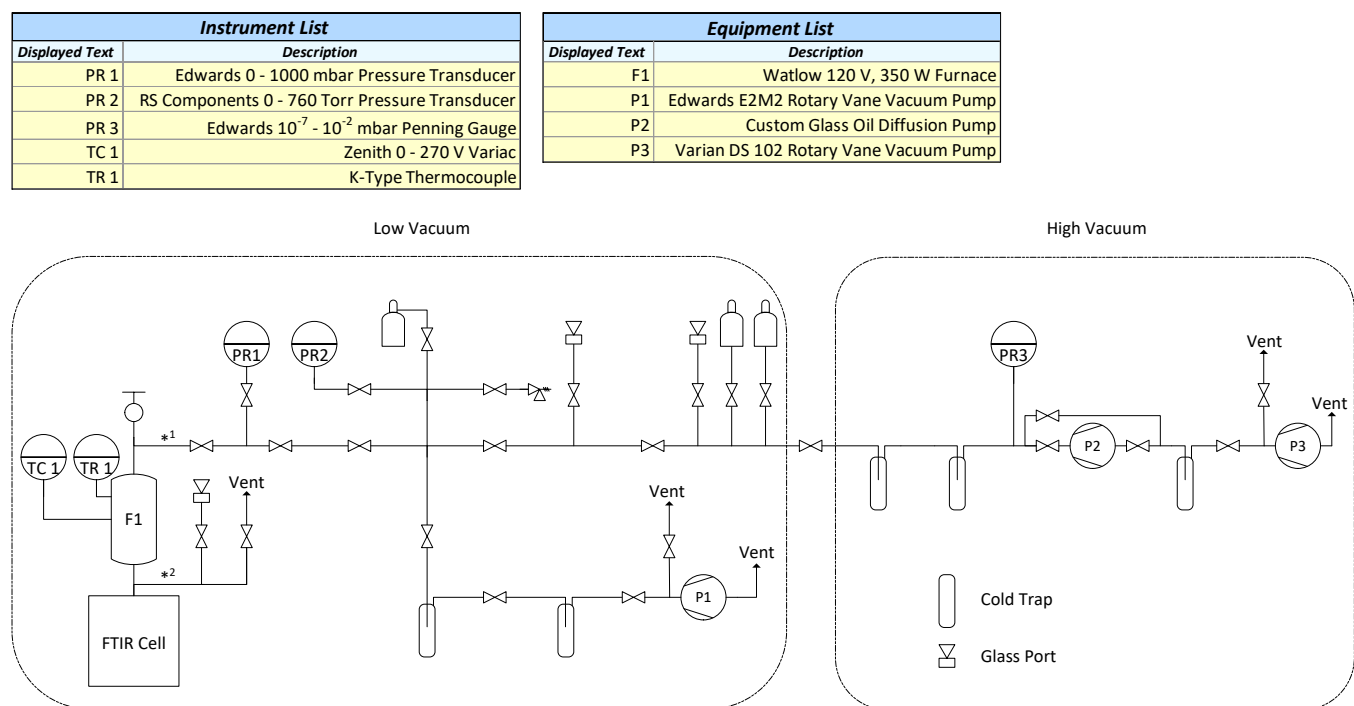 Instrument List
Displayed Text Description
PR 1 Edwards 0 - 1000 mbar Pressure Transducer
PR 2 RS Components 0 - 760 Torr Pressure Transducer
PR 3 Edwards 10⁻⁷ - 10⁻² mbar Penning Gauge
TC 1 Zenith 0 - 270 V Variac
TR 1 K-Type Thermocouple
Equipment List
Displayed Text Description
F1 Watlow 120 V, 350 W Furnace
P1 Edwards E2M2 Rotary Vane Vacuum Pump
P2 Custom Glass Oil Diffusion Pump
P3 Varian DS 102 Rotary Vane Vacuum Pump
Low Vacuum
High Vacuum
PR1
PR2
PR3
Vent
Vent
*¹
P2
P3
TC 1
TR 1
Vent
Vent
F1
Vent
*²
P1
Cold Trap
FTIR Cell
Glass Port